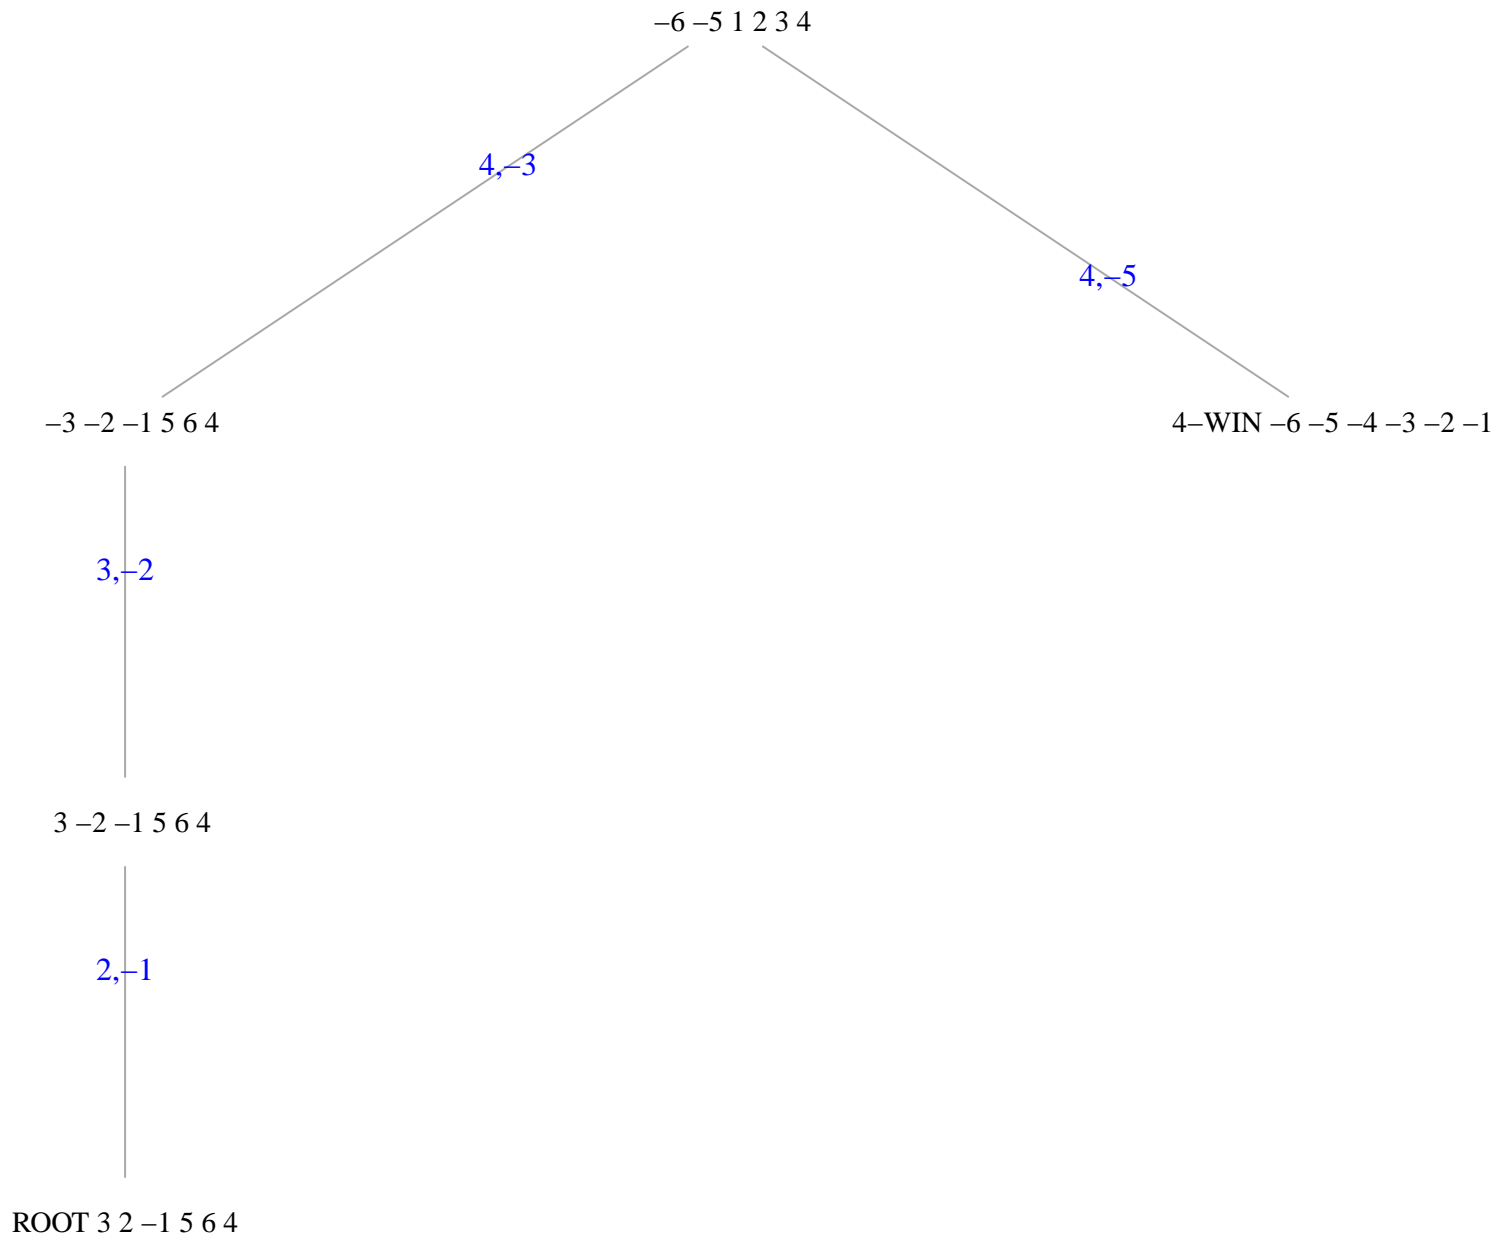 –6 –5 1 2 3 4
4,–3
4,–5
–3 –2 –1 5 6 4
4–WIN –6 –5 –4 –3 –2 –1
3,–2
3 –2 –1 5 6 4
2,–1
ROOT 3 2 –1 5 6 4